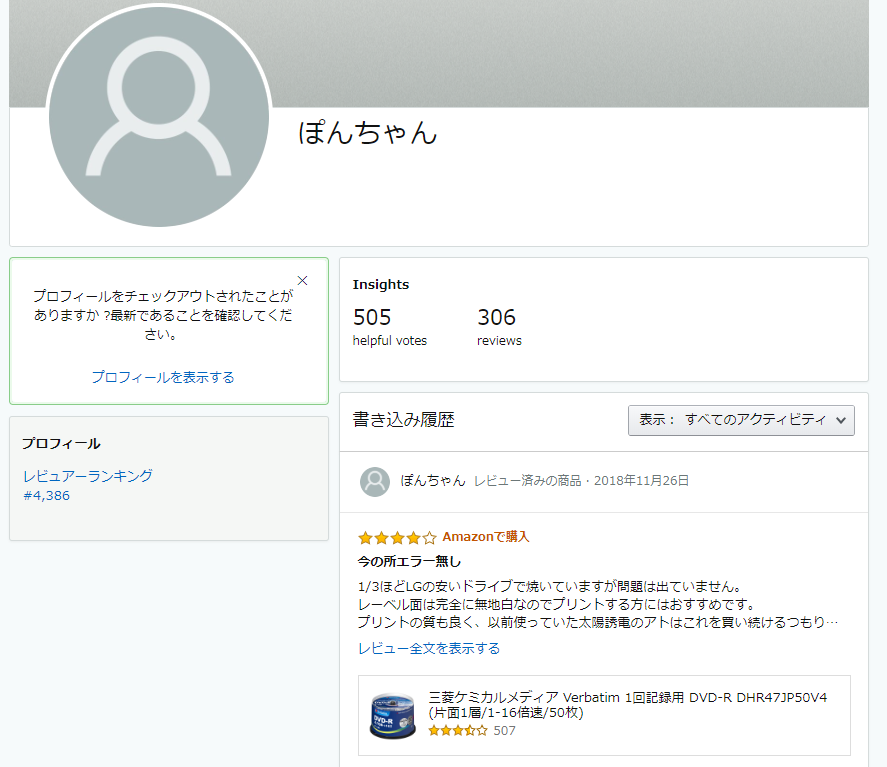 ぽんちゃん
プロフィールをチェックアウトされたことが
ありますか ?最新であることを確認してくだ
さい。
プロフィールを表示する
プロフィール
レビュアーランキング
#4,386
Insights
505 306
helpful votes reviews
書き込み履歴 表示： すべてのアクティビティ
ぽんちゃん レビュー済みの商品・2018年11月26日
Amazonで購入
今の所エラー無し
1/3ほどLGの安いドライブで焼いていますが問題は出ていません。
レーベル面は完全に無地白なのでプリントする方にはおすすめです。
プリントの質も良く、以前使っていた太陽誘電のアトはこれを買い続けるつもり…
レビュー全文を表示する
三菱ケミカルメディア Verbatim 1回記録用 DVD-R DHR47JP50V4
(片面1層/1-16倍速/50枚)
507
DVD-R